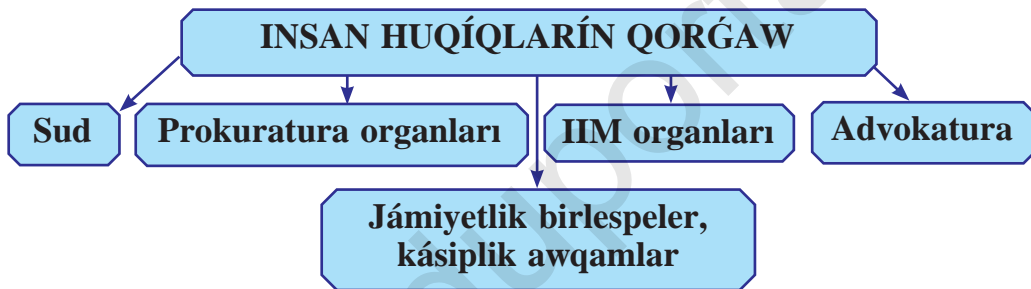 INSAN HUQÍQLARÍN QORǴAW
Sud
Prokuratura organları
IIM organları
Advokatura
Jámiyetlik birlespeler,
kásiplik awqamlar